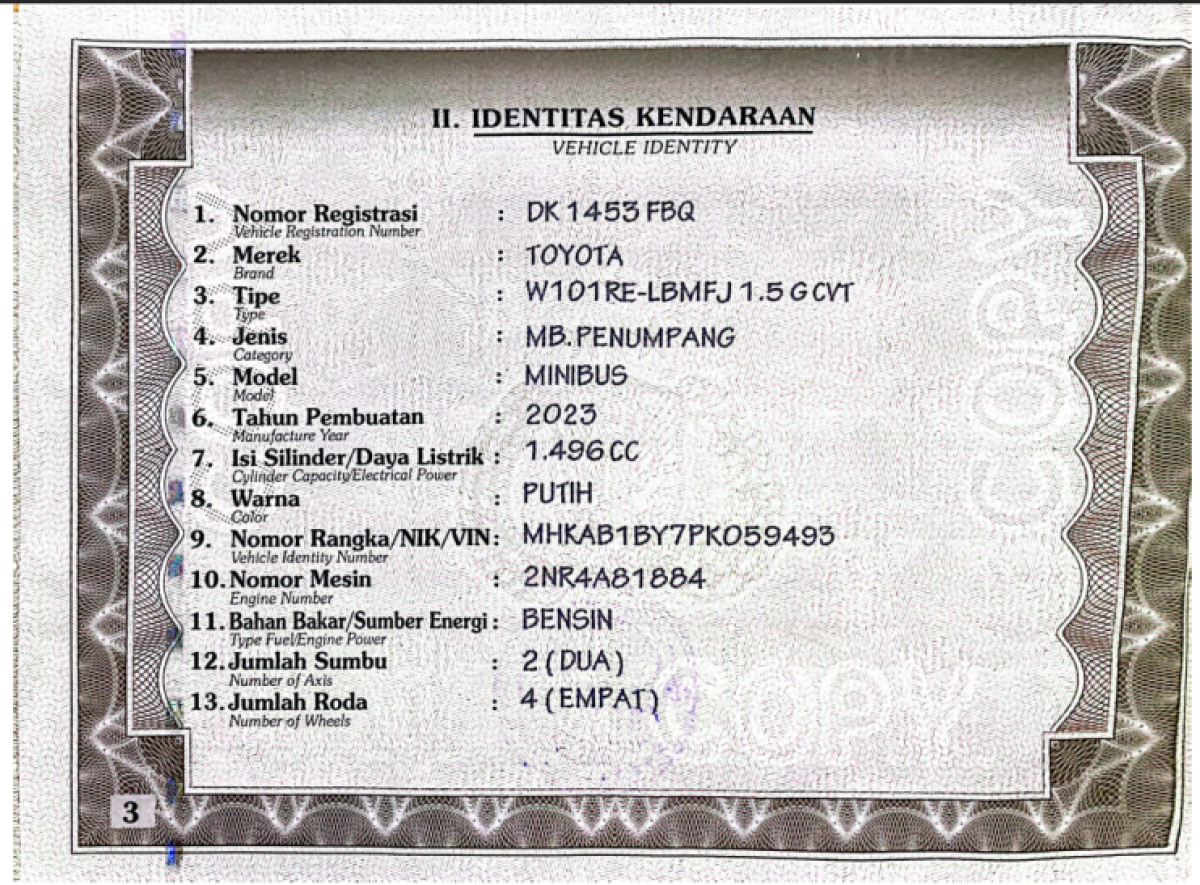 II. IDENTITAS KENDARAAN
VEHICLE IDENTITY
1. Nomor Registrasi : DK 1453 FBQ
Vehicle Registration Number
2. Merek : TOYOTA
Brand
3. Tipe : W101RE-LBMFJ 1.5 G CVT
Type
4. Jenis : MB.PENUMPANG
Category
5. Model : MINIBUS
Model
6. Tahun Pembuatan : 2023
Manufacture Year
7. Isi Silinder/Daya Listrik : 1.496 CC
Cylinder Capacity/Electrical Power
8. Warna : PUTIH
Color
9. Nomor Rangka/NIK/VIN : MHKAB1BY7PK059493
Vehicle Identity Number
10. Nomor Mesin : 2NR4A81884
Engine Number
11. Bahan Bakar/Sumber Energi : BENSIN
Type Fuel/Engine Power
12. Jumlah Sumbu : 2 (DUA)
Number of Axis
13. Jumlah Roda : 4 (EMPAT)
Number of Wheels
COPY
COPY
3